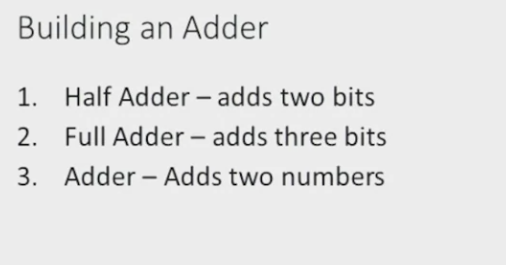 Building an Adder
1. Half Adder – adds two bits
2. Full Adder – adds three bits
3. Adder – Adds two numbers